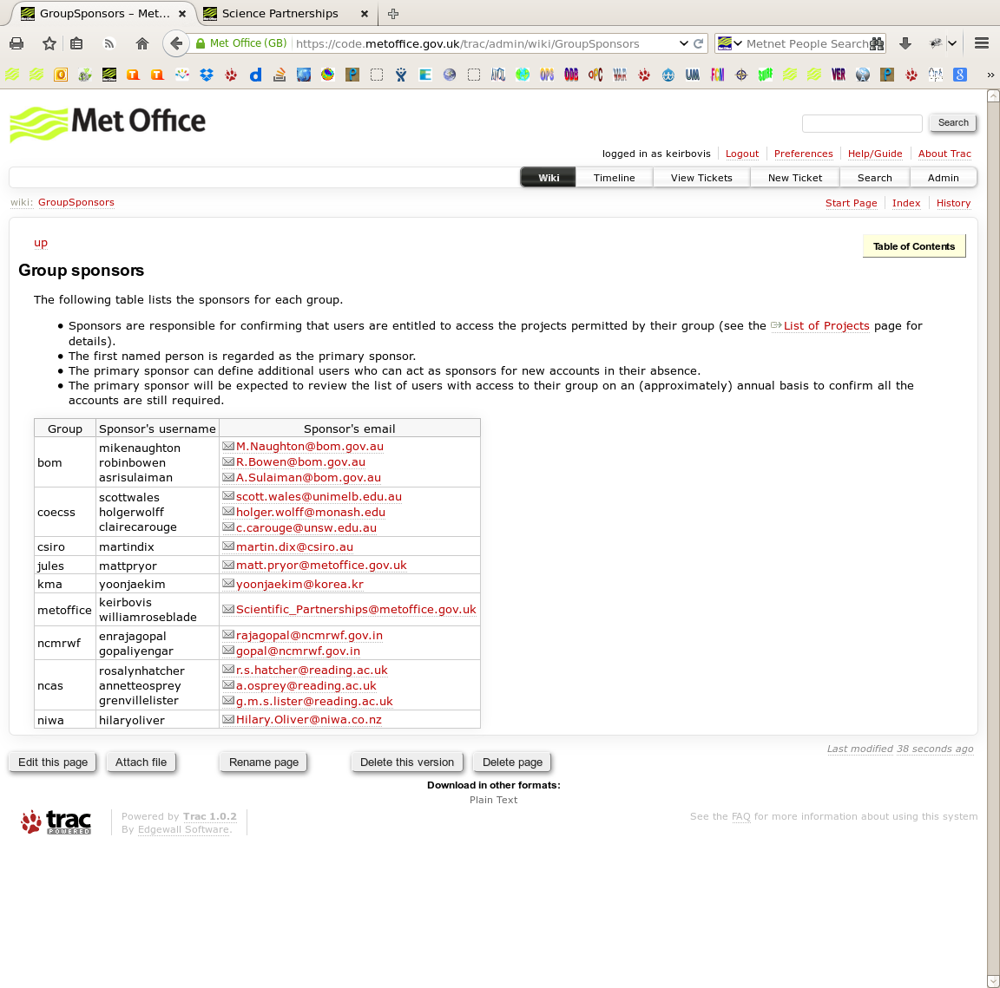 GroupSponsors – Met...
Science Partnerships
Met Office (GB)
https://code.metoffice.gov.uk/trac/admin/wiki/GroupSponsors
Metnet People Search
Met Office
Search
logged in as keirbovis
Logout
Preferences
Help/Guide
About Trac
Wiki
Timeline
View Tickets
New Ticket
Search
Admin
wiki: GroupSponsors
Start Page
Index
History
up
Table of Contents
Group sponsors
The following table lists the sponsors for each group.
• Sponsors are responsible for confirming that users are entitled to access the projects permitted by their group (see the List of Projects page for
details).
• The first named person is regarded as the primary sponsor.
• The primary sponsor can define additional users who can act as sponsors for new accounts in their absence.
• The primary sponsor will be expected to review the list of users with access to their group on an (approximately) annual basis to confirm all the
accounts are still required.
Group Sponsor's username Sponsor's email
bom
mikenaughton M.Naughton@bom.gov.au
robinbowen R.Bowen@bom.gov.au
asrisulaiman A.Sulaiman@bom.gov.au
coecss
scottwales scott.wales@unimelb.edu.au
holgerwolff holger.wolff@monash.edu
clairecarouge c.carouge@unsw.edu.au
csiro martindix martin.dix@csiro.au
jules mattpryor matt.pryor@metoffice.gov.uk
kma yoonjaekim yoonjaekim@korea.kr
metoffice
keirbovis
williamroseblade
Scientific_Partnerships@metoffice.gov.uk
ncmrwf
enrajagopal rajagopal@ncmrwf.gov.in
gopaliyengar gopal@ncmrwf.gov.in
ncas
rosalynhatcher r.s.hatcher@reading.ac.uk
annetteosprey a.osprey@reading.ac.uk
grenvillelister g.m.s.lister@reading.ac.uk
niwa hilaryoliver Hilary.Oliver@niwa.co.nz
Last modified 38 seconds ago
Edit this page
Attach file
Rename page
Delete this version
Delete page
Download in other formats:
Plain Text
trac
POWERED
Powered by Trac 1.0.2
By Edgewall Software.
See the FAQ for more information about using this system